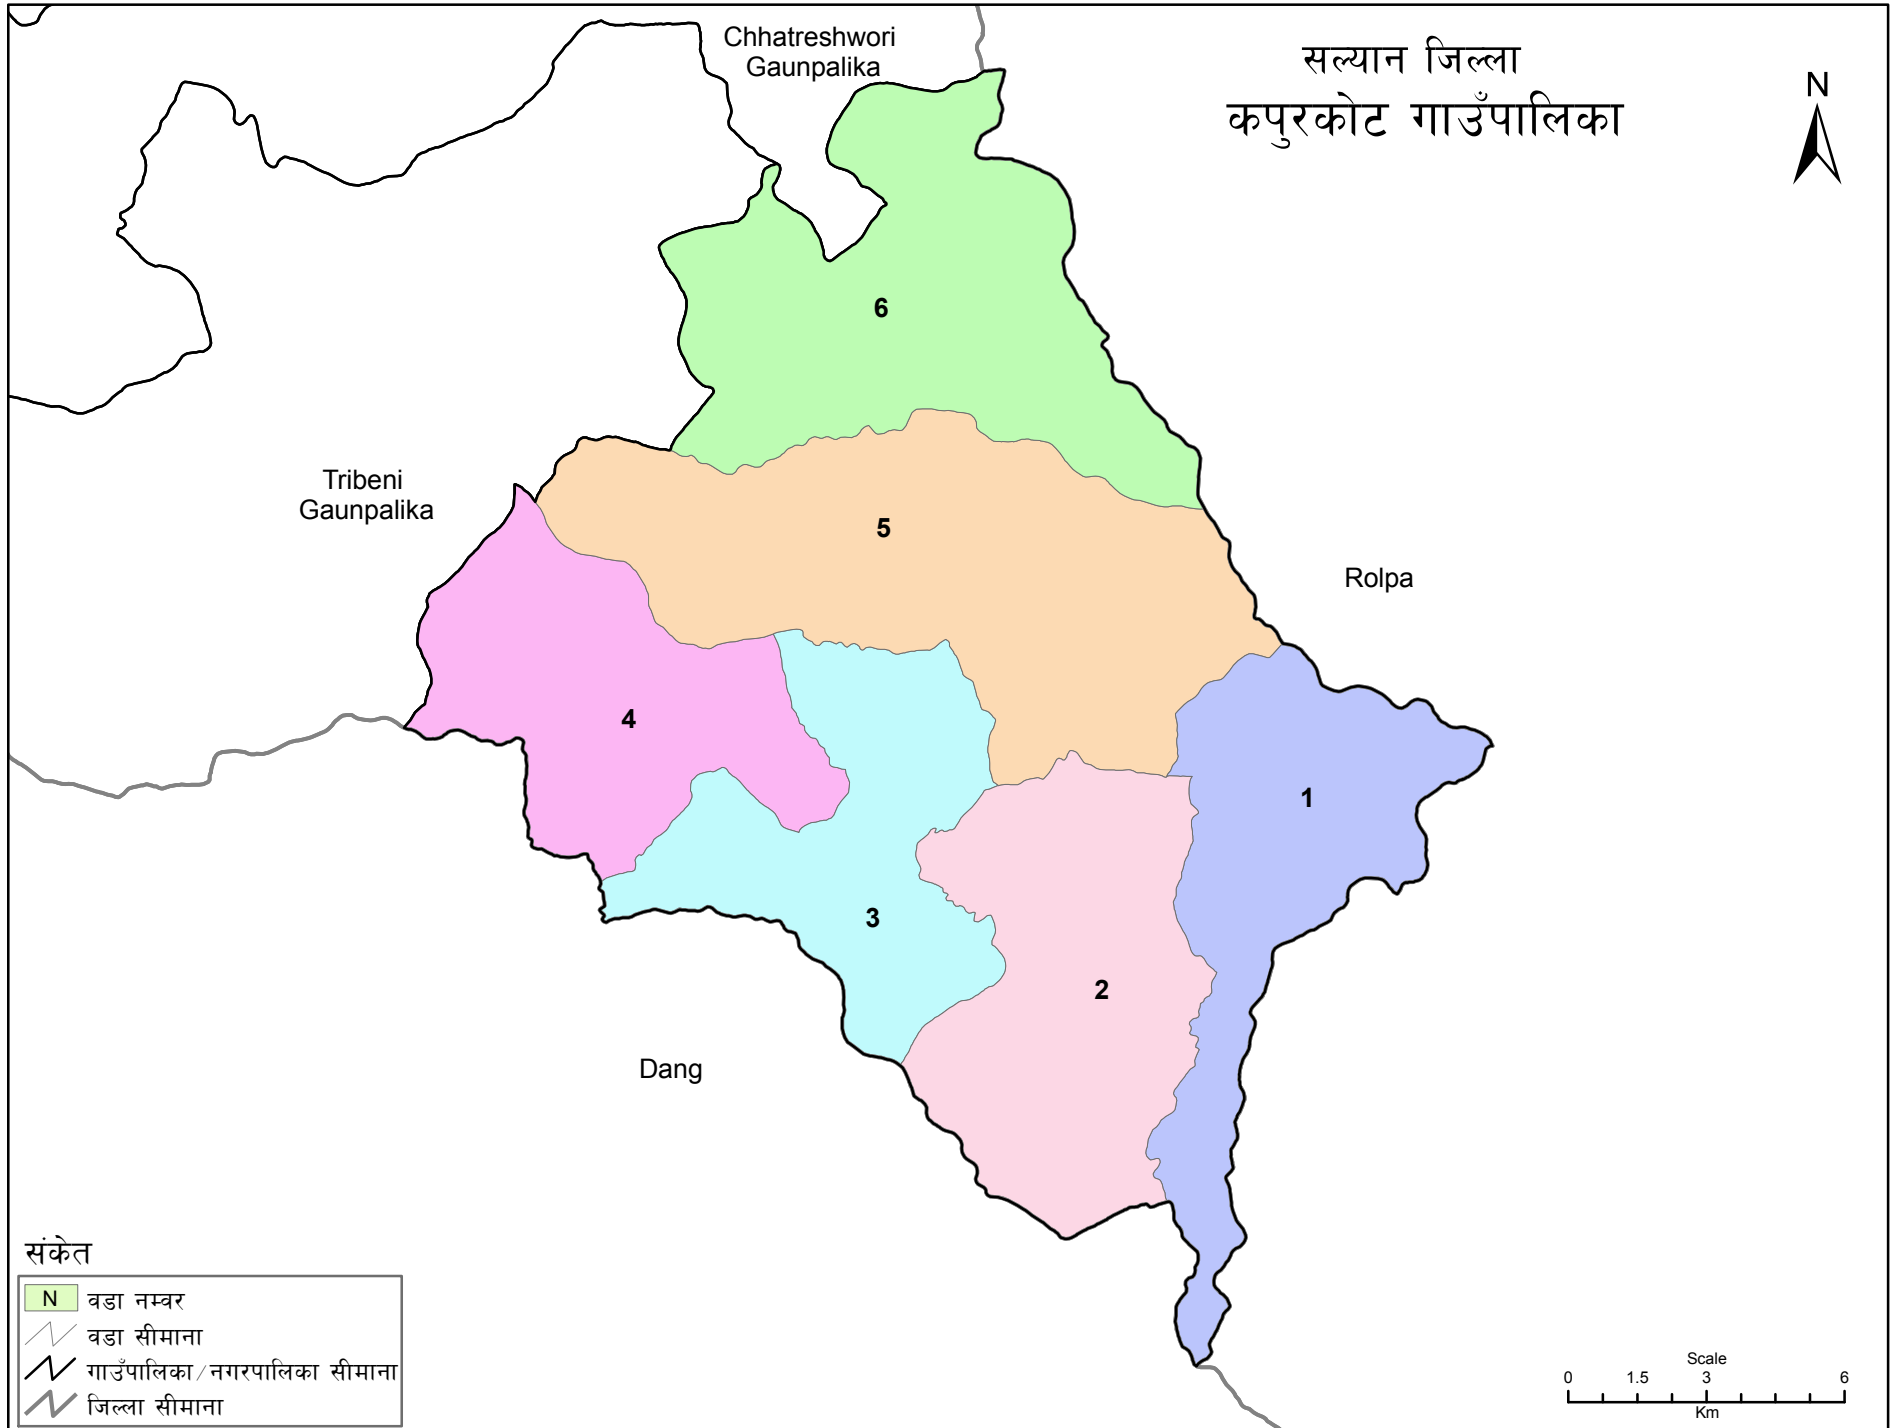 Chhatreshwori
Gaunpalika
सल्यान जिल्ला
कपुरकोट गाउँपालिका
N
6
Tribeni
Gaunpalika
5
Rolpa
4
1
3
2
Dang
संकेत
N वडा नम्वर
वडा सीमाना
गाउँपालिका/नगरपालिका सीमाना
जिल्ला सीमाना
Scale
0 1.5 3 6
Km